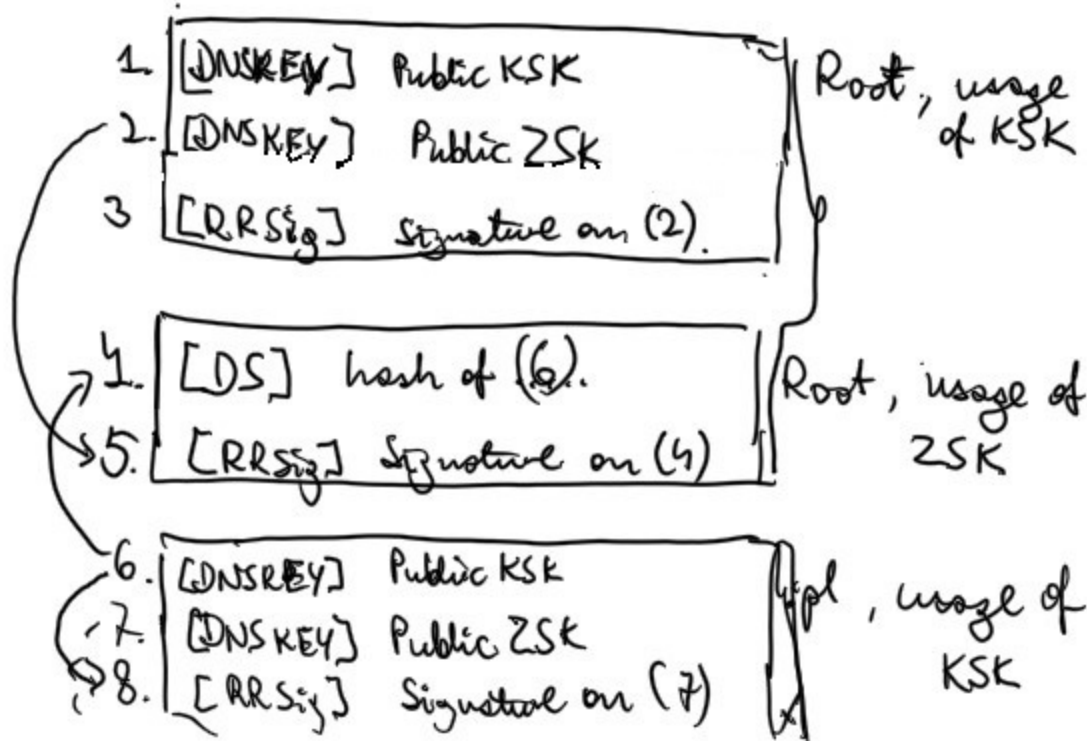 1. [DNSKEY] Public KSK
2. [DNSKEY] Public ZSK
3 [RRSig] Signature on (2).
Root, usage
of KSK
4. [DS] hash of (6).
5. [RRSig] Signature on (4)
Root, usage of
ZSK
6. [DNSKEY] Public KSK
7. [DNSKEY] Public ZSK
8. [RRSig] Signature on (7)
, usage of
KSK